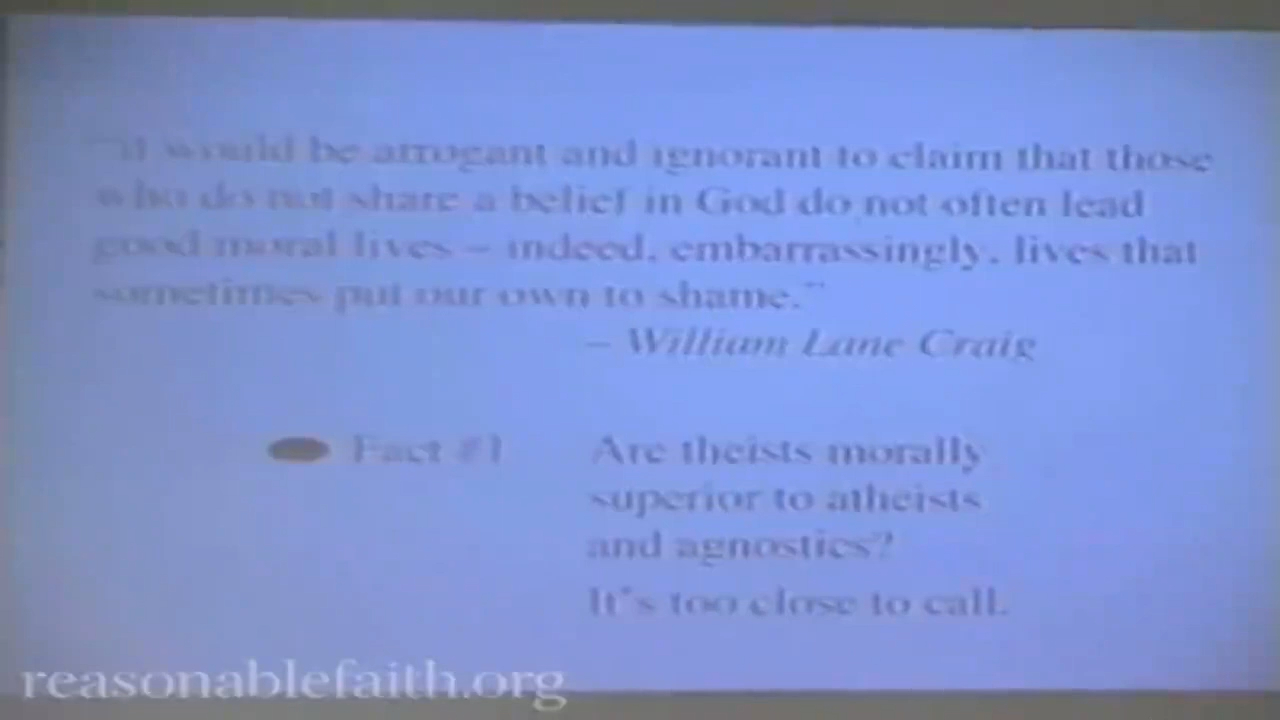 "It would be arrogant and ignorant to claim that those
who do not share a belief in God do not often lead
good moral lives – indeed, embarrassingly, lives that
sometimes put our own to shame."
– William Lane Craig
Fact #1 Are theists morally
superior to atheists
and agnostics?
It's too close to call.
reasonablefaith.org